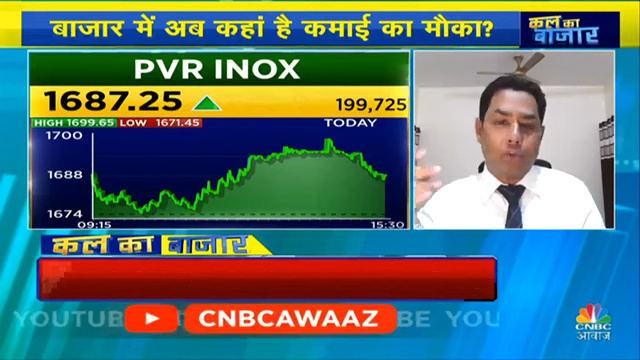 बाजार में अब कहां है कमाई का मौका?
कल का
बाजार
PVR INOX
1687.25
199,725
HIGH 1699.65 LOW 1671.45 TODAY
1700
1688
1674
09:15 15:30
कल का बाजार
YOUTUBE
CNBCAWAAZ
BE YOU
CNBC
आवाज़